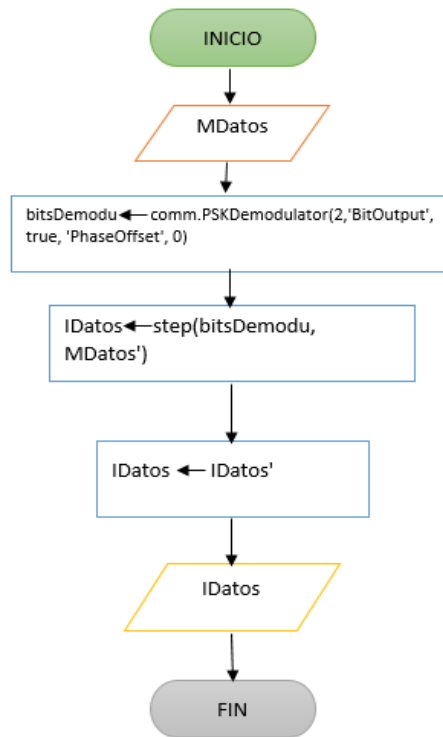 INICIO
MDatos
bitsDemodu← comm.PSKDemodulator(2,'BitOutput',
true, 'PhaseOffset', 0)
IDatos←step(bitsDemodu,
MDatos')
IDatos ← IDatos'
IDatos
FIN